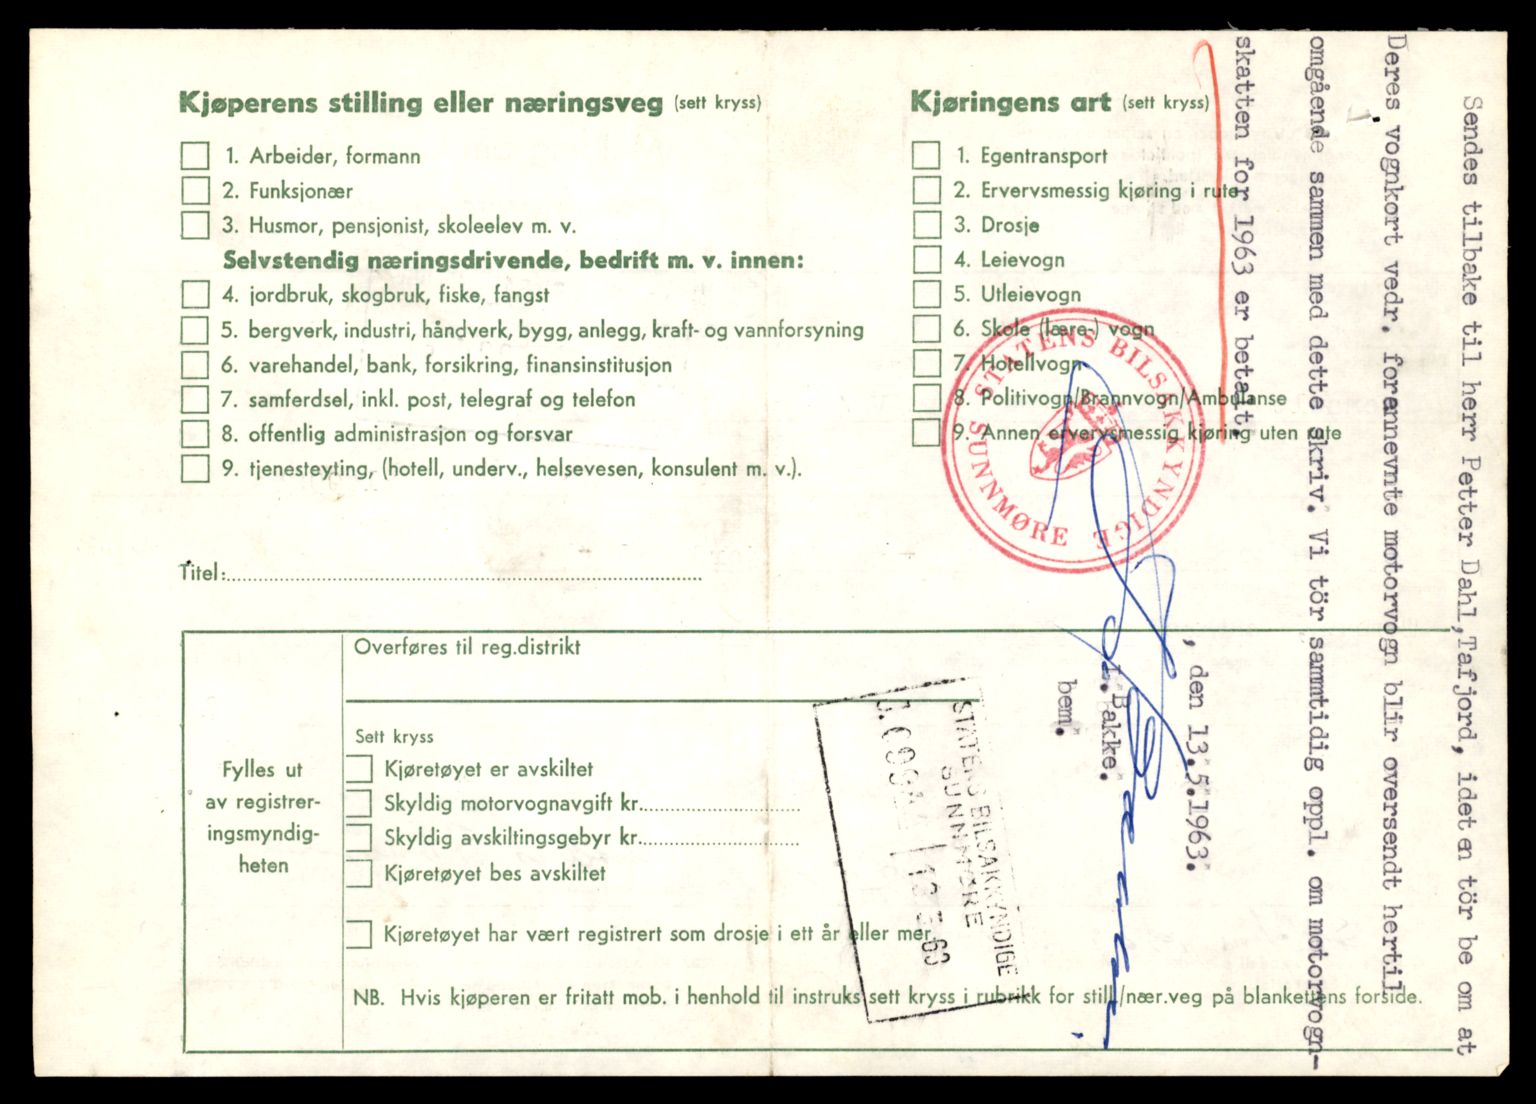 Kjøperens stilling eller næringsveg (sett kryss)
1. Arbeider, formann
2. Funksjonær
3. Husmor, pensjonist, skoleelev m. v.
Selvstendig næringsdrivende, bedrift m. v. innen:
4. jordbruk, skogbruk, fiske, fangst
5. bergverk, industri, håndverk, bygg, anlegg, kraft- og vannforsyning
6. varehandel, bank, forsikring, finansinstitusjon
7. samferdsel, inkl. post, telegraf og telefon
8. offentlig administrasjon og forsvar
9. tjenesteyting, (hotell, underv., helsevesen, konsulent m. v.).
Titel:
Kjøringens art (sett kryss)
1. Egentransport
2. Ervervsmessig kjøring i rute
3. Drosje
4. Leievogn
5. Utleievogn
6. Skole (lære-) vogn
7. Hotellvogn
8. Politivogn/Brannvogn/Ambulanse
9. Annen ervervsmessig kjøring uten rute
Fylles ut
av registrer-
ingsmyndig-
heten
Overføres til reg.distrikt
Sett kryss
Kjøretøyet er avskiltet
Skyldig motorvognavgift kr.
Skyldig avskiltingsgebyr kr.
Kjøretøyet bes avskiltet
Kjøretøyet har vært registrert som drosje i ett år eller mer.
NB. Hvis kjøperen er fritatt mob. i henhold til instruks sett kryss i rubrikk for still/nær.veg på blankettens forside.
Sendes tilbake til herr Petter Dahl, Tafjord, idet en tör be om at
Deres vognkort vedr. forannevnte motorvogn blir oversendt hertil
omgående sammen med dette skriv. Vi tör samtidig oppl. om motorvogn-
skatten for 1963 er betalt.
, den 13.5.1963.
L. Bakke.
bem.
STATENS BILSAKKYNDIGE
SUNNMØRE
STATENS BILSAKKYNDIGE
SUNNMØRE